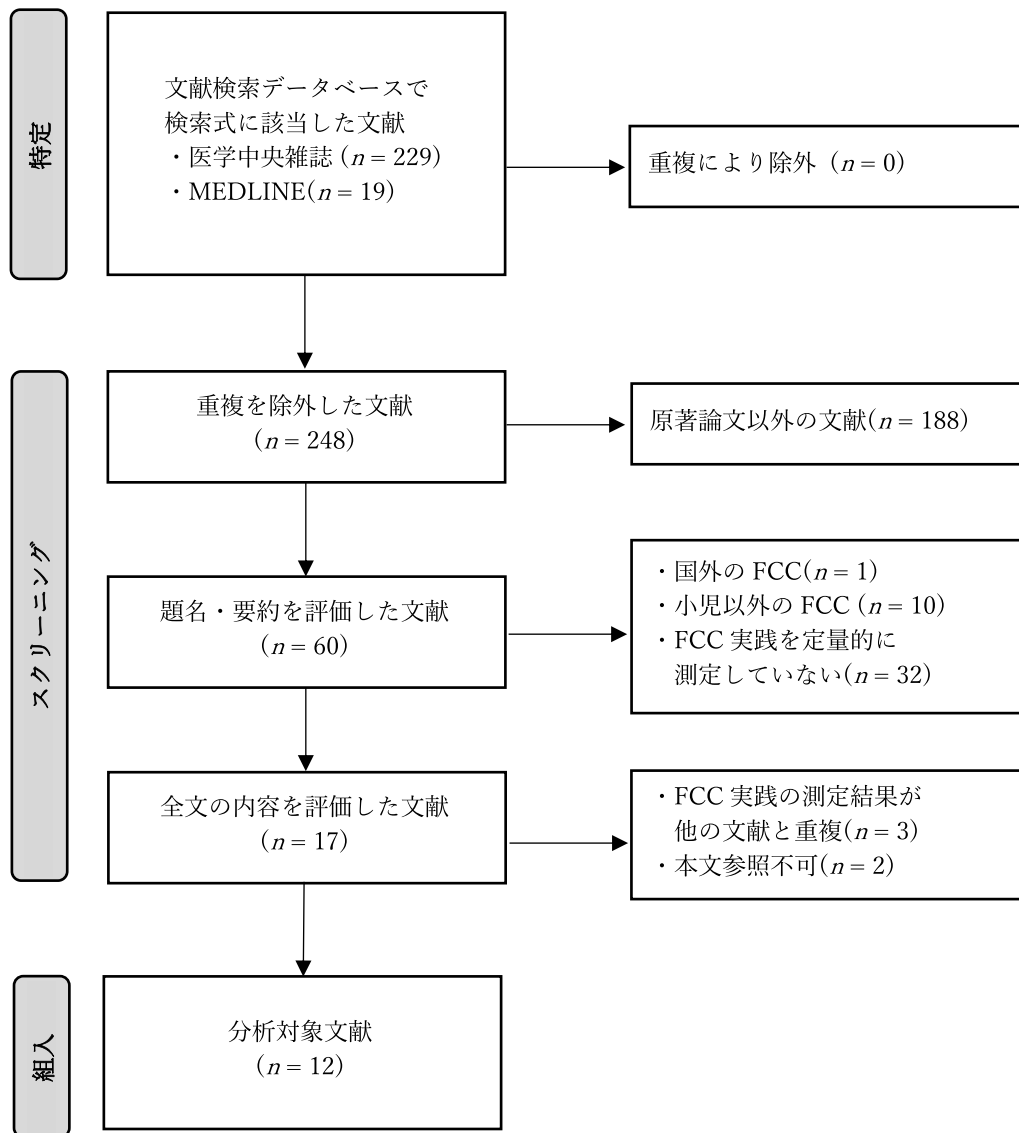 特定
文献検索データベースで
検索式に該当した文献
・医学中央雑誌 (n = 229)
・MEDLINE(n = 19)
重複により除外 (n = 0)
スクリーニング
重複を除外した文献
(n = 248)
原著論文以外の文献(n = 188)
題名・要約を評価した文献
(n = 60)
・国外の FCC(n = 1)
・小児以外の FCC (n = 10)
・FCC 実践を定量的に
測定していない(n = 32)
全文の内容を評価した文献
(n = 17)
・FCC 実践の測定結果が
他の文献と重複(n = 3)
・本文参照不可(n = 2)
組入
分析対象文献
(n = 12)